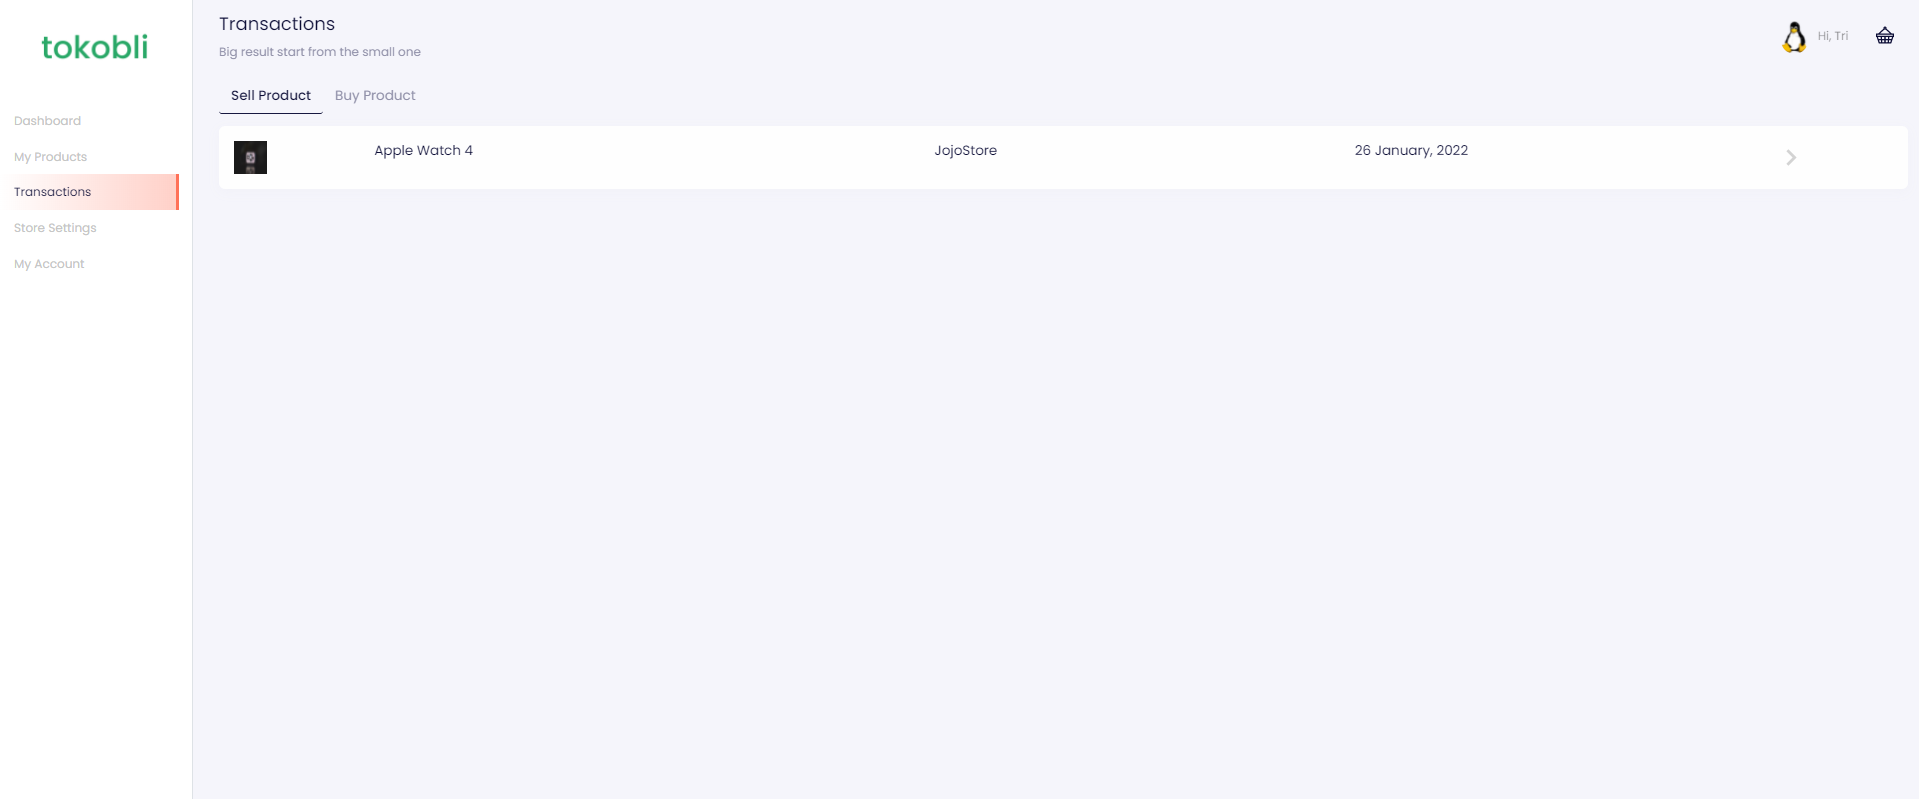 tokobli
Dashboard
My Products
Transactions
Store Settings
My Account
Transactions
Big result start from the small one
Hi, Tri
Sell Product
Buy Product
Apple Watch 4
JojoStore
26 January, 2022